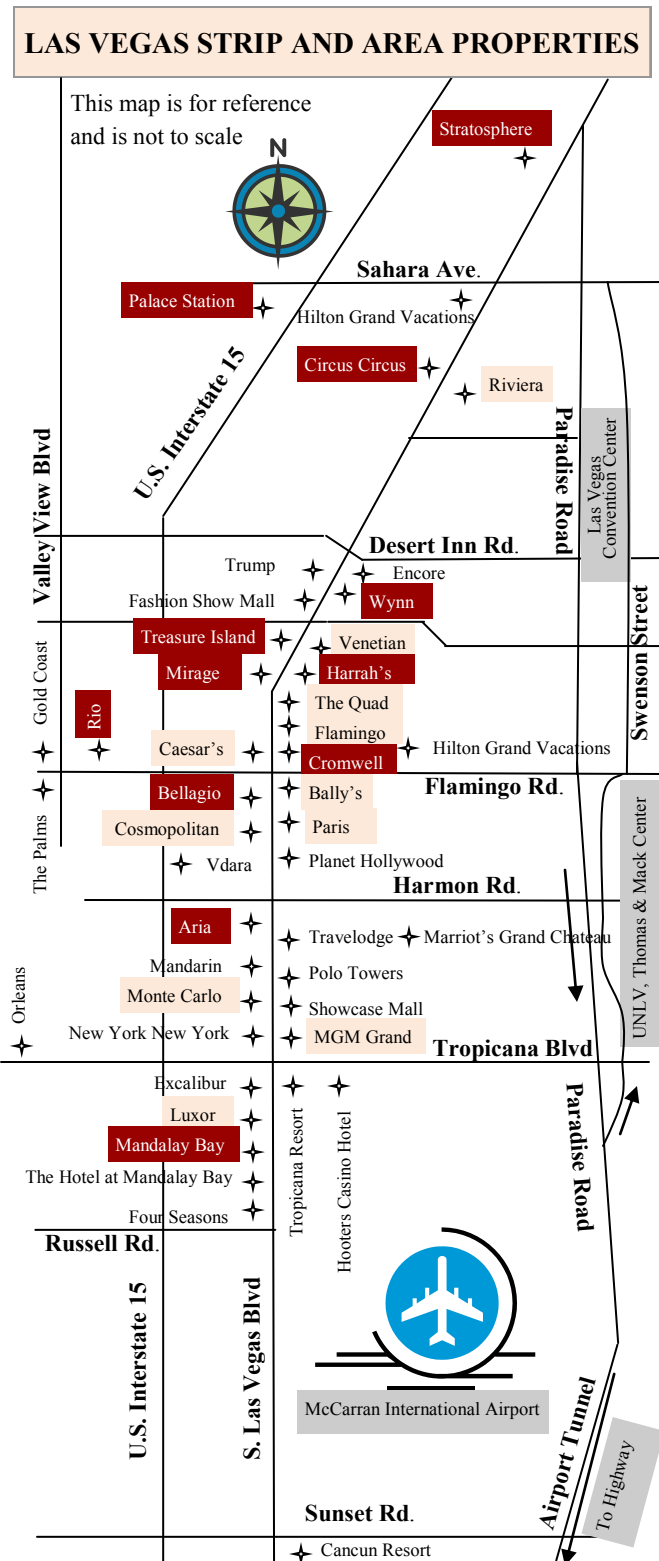 LAS VEGAS STRIP AND AREA PROPERTIES
This map is for reference
and is not to scale
N
Stratosphere
Sahara Ave.
Palace Station
Hilton Grand Vacations
U.S. Interstate 15
Circus Circus
Riviera
Paradise Road
Las Vegas
Convention Center
Valley View Blvd
Desert Inn Rd.
Trump
Encore
Fashion Show Mall
Wynn
Swenson Street
Treasure Island
Venetian
Mirage
Harrah's
Gold Coast
Rio
The Quad
Flamingo
Caesar's
Hilton Grand Vacations
Cromwell
Flamingo Rd.
The Palms
Bellagio
Bally's
Cosmopolitan
Paris
Vdara
Planet Hollywood
UNLV, Thomas & Mack Center
Harmon Rd.
Aria
Travelodge
Marriot's Grand Chateau
Mandarin
Polo Towers
Monte Carlo
Showcase Mall
Orleans
New York New York
MGM Grand
Tropicana Blvd
Excalibur
Luxor
Mandalay Bay
The Hotel at Mandalay Bay
Four Seasons
Tropicana Resort
Hooters Casino Hotel
Paradise Road
Russell Rd.
U.S. Interstate 15
S. Las Vegas Blvd
McCarran International Airport
Airport Tunnel
To Highway
Sunset Rd.
Cancun Resort